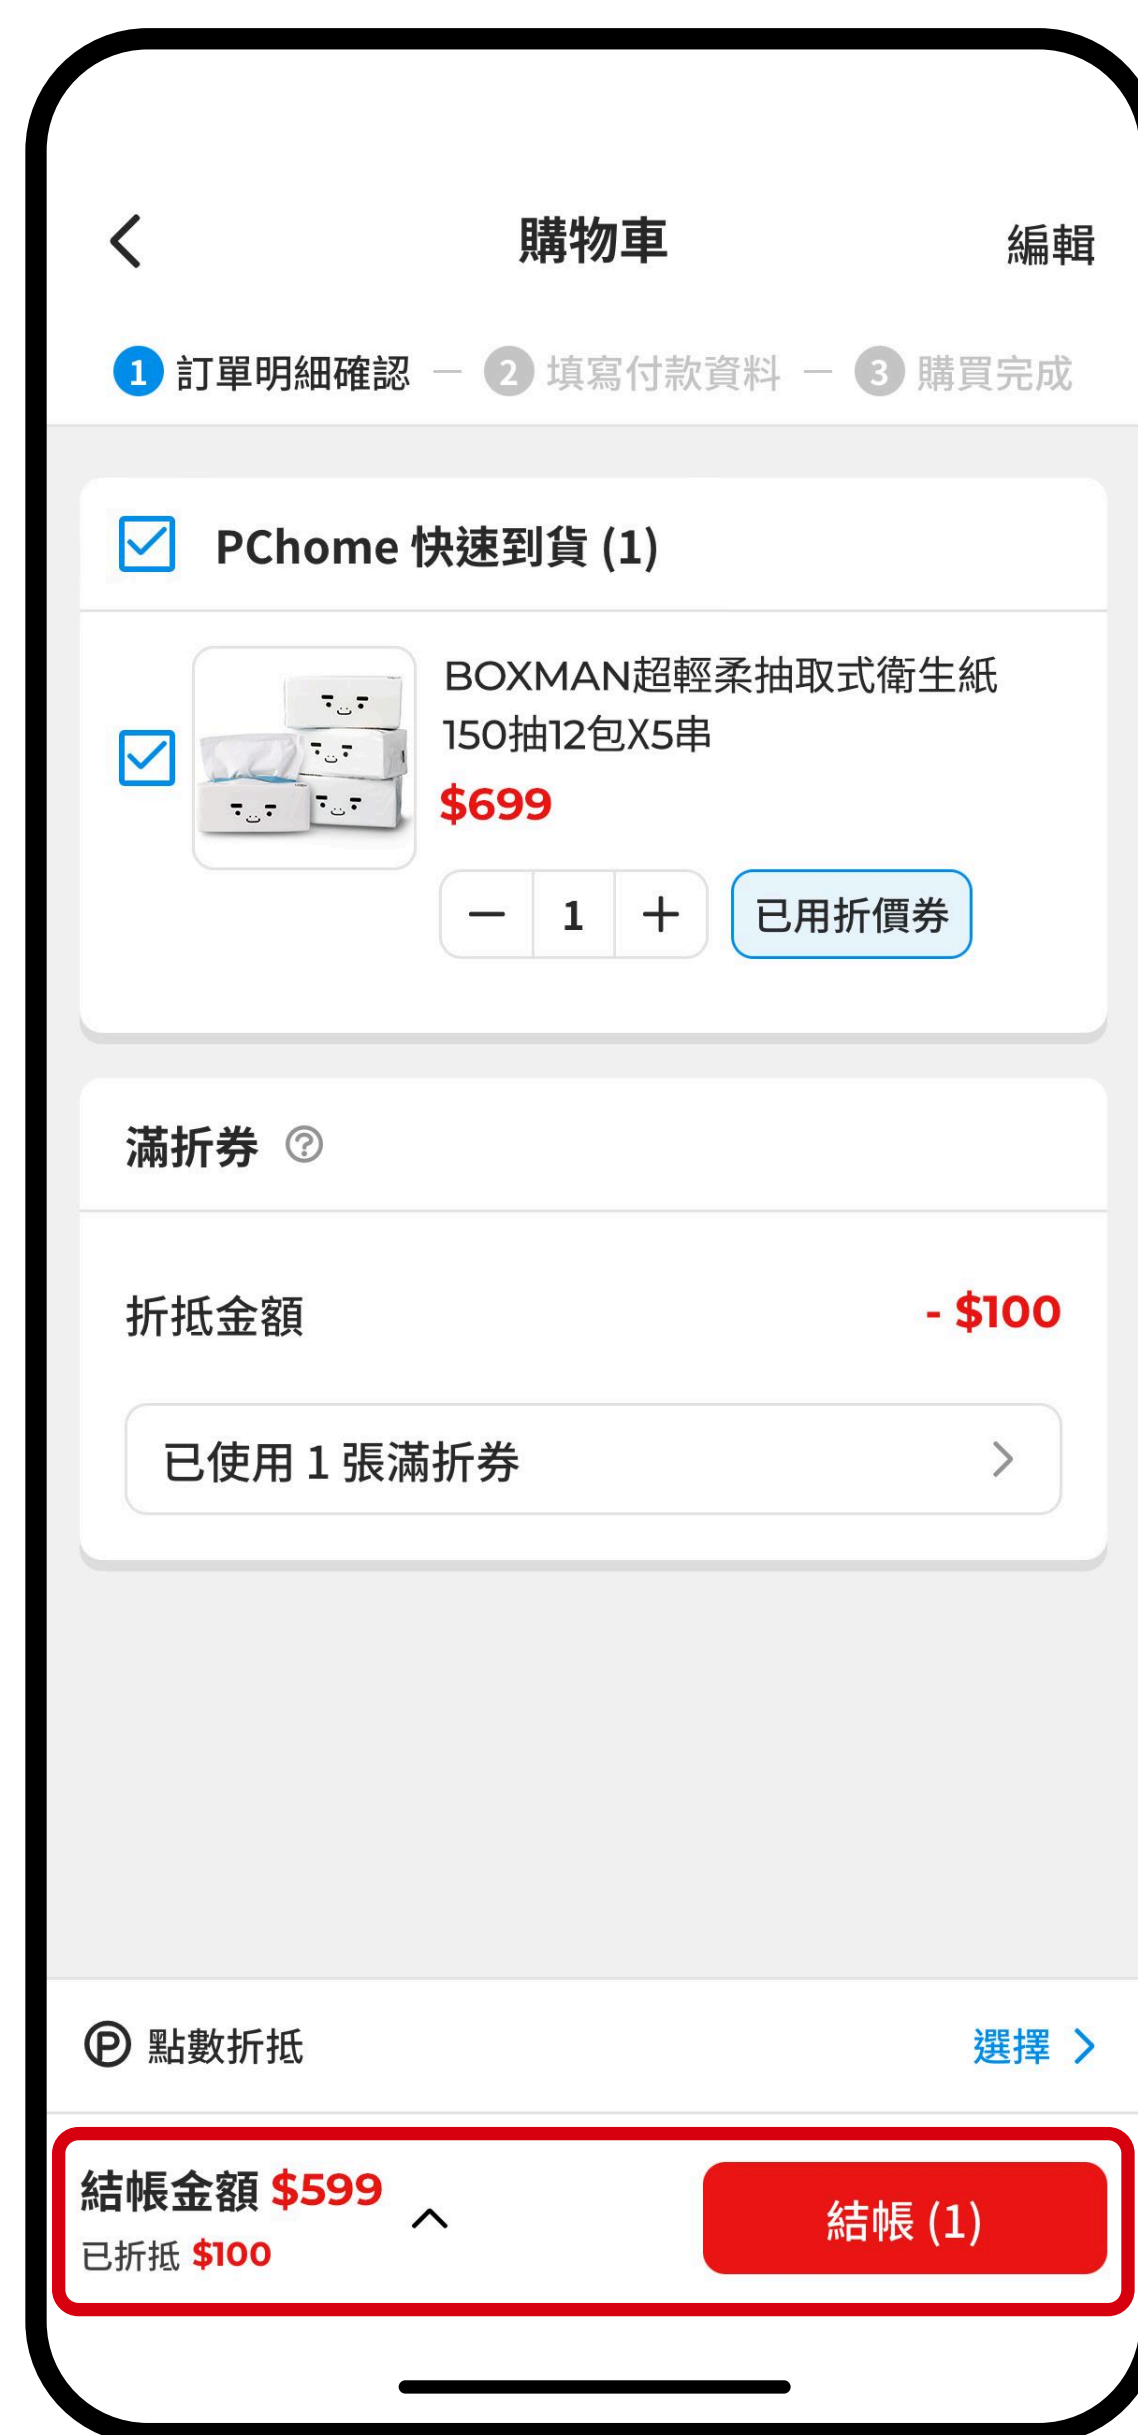 購物車
編輯
1 訂單明細確認 — 2 填寫付款資料 — 3 購買完成
PChome 快速到貨 (1)
BOXMAN超輕柔抽取式衛生紙
150抽12包X5串
$699
— 1 +
已用折價券
滿折券 ?
折抵金額 - $100
已使用 1 張滿折券
P 點數折抵 選擇
結帳金額 $599
已折抵 $100
結帳 (1)